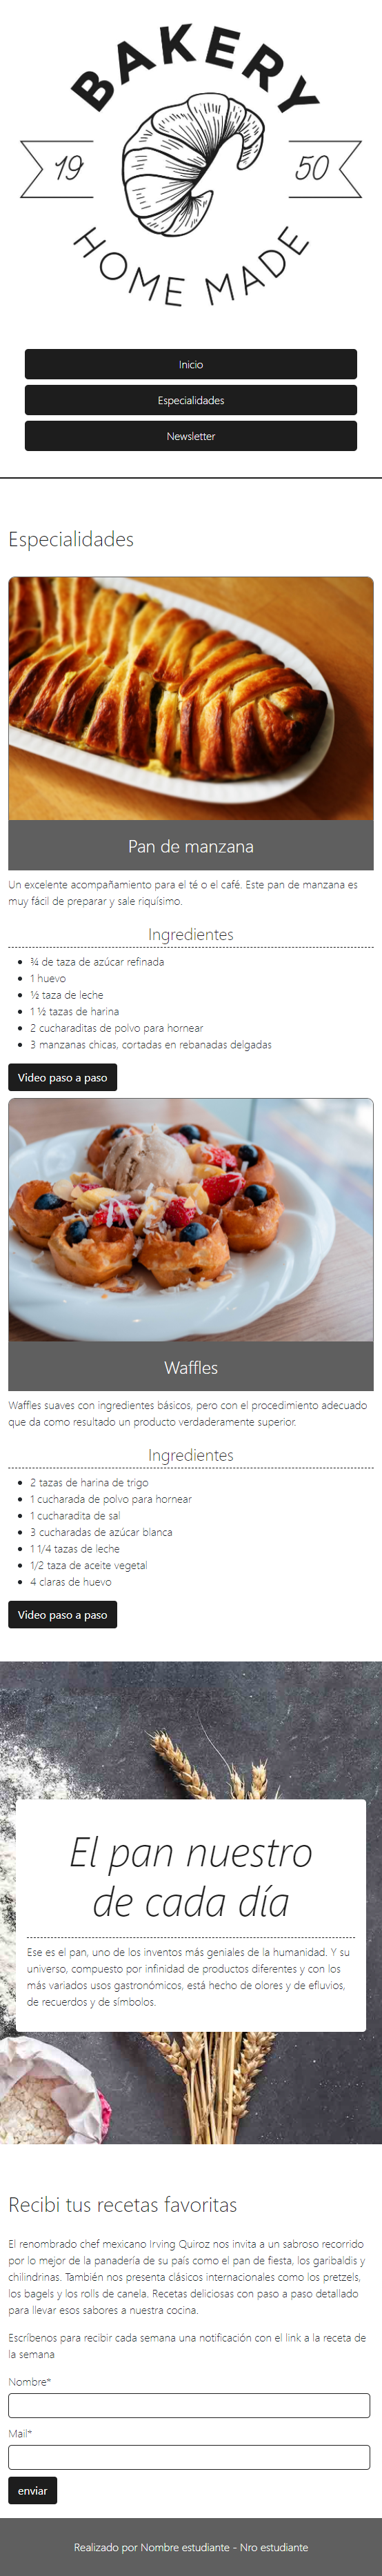 BAKERY
19 50
HOME MADE
Inicio
Especialidades
Newsletter
Especialidades
Pan de manzana
Un excelente acompañamiento para el té o el café. Este pan de manzana es
muy fácil de preparar y sale riquísimo.
Ingredientes
• ¾ de taza de azúcar refinada
• 1 huevo
• ½ taza de leche
• 1 ½ tazas de harina
• 2 cucharaditas de polvo para hornear
• 3 manzanas chicas, cortadas en rebanadas delgadas
Video paso a paso
Waffles
Waffles suaves con ingredientes básicos, pero con el procedimiento adecuado
que da como resultado un producto verdaderamente superior.
Ingredientes
• 2 tazas de harina de trigo
• 1 cucharada de polvo para hornear
• 1 cucharadita de sal
• 3 cucharadas de azúcar blanca
• 1 1/4 tazas de leche
• 1/2 taza de aceite vegetal
• 4 claras de huevo
Video paso a paso
El pan nuestro
de cada día
Ese es el pan, uno de los inventos más geniales de la humanidad. Y su
universo, compuesto por infinidad de productos diferentes y con los
más variados usos gastronómicos, está hecho de olores y de efluvios,
de recuerdos y de símbolos.
Recibi tus recetas favoritas
El renombrado chef mexicano Irving Quiroz nos invita a un sabroso recorrido
por lo mejor de la panadería de su país como el pan de fiesta, los garibaldis y
chilindrinas. También nos presenta clásicos internacionales como los pretzels,
los bagels y los rolls de canela. Recetas deliciosas con paso a paso detallado
para llevar esos sabores a nuestra cocina.
Escríbenos para recibir cada semana una notificación con el link a la receta de
la semana
Nombre*
Mail*
enviar
Realizado por Nombre estudiante - Nro estudiante